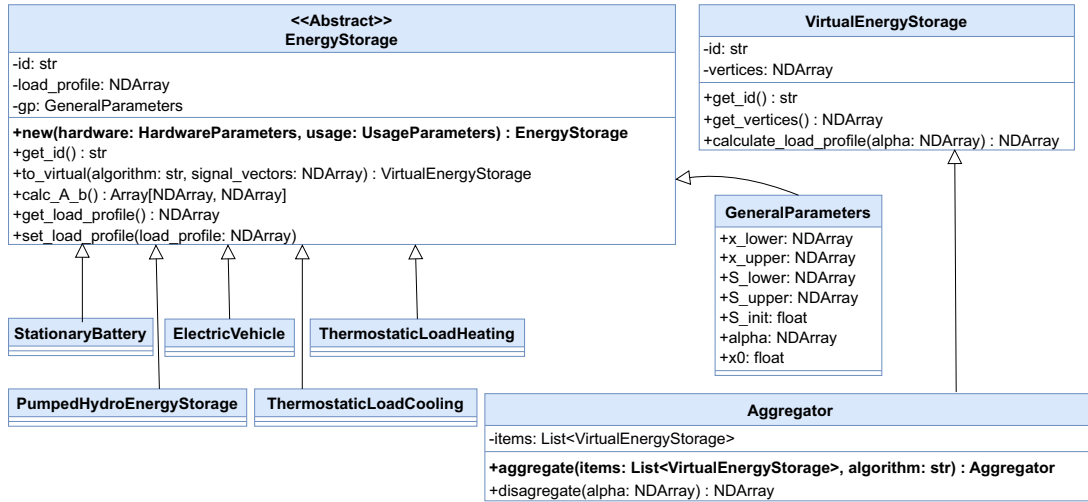 <<Abstract>>
EnergyStorage
-id: str
-load_profile: NDArray
-gp: GeneralParameters
+new(hardware: HardwareParameters, usage: UsageParameters) : EnergyStorage
+get_id() : str
+to_virtual(algorithm: str, signal_vectors: NDArray) : VirtualEnergyStorage
+calc_A_b() : Array[NDArray, NDArray]
+get_load_profile() : NDArray
+set_load_profile(load_profile: NDArray)
VirtualEnergyStorage
-id: str
-vertices: NDArray
+get_id() : str
+get_vertices() : NDArray
+calculate_load_profile(alpha: NDArray) : NDArray
GeneralParameters
+x_lower: NDArray
+x_upper: NDArray
+S_lower: NDArray
+S_upper: NDArray
+S_init: float
+alpha: NDArray
+x0: float
StationaryBattery
ElectricVehicle
ThermostaticLoadHeating
PumpedHydroEnergyStorage
ThermostaticLoadCooling
Aggregator
-items: List<VirtualEnergyStorage>
+aggregate(items: List<VirtualEnergyStorage>, algorithm: str) : Aggregator
+disagregate(alpha: NDArray) : NDArray